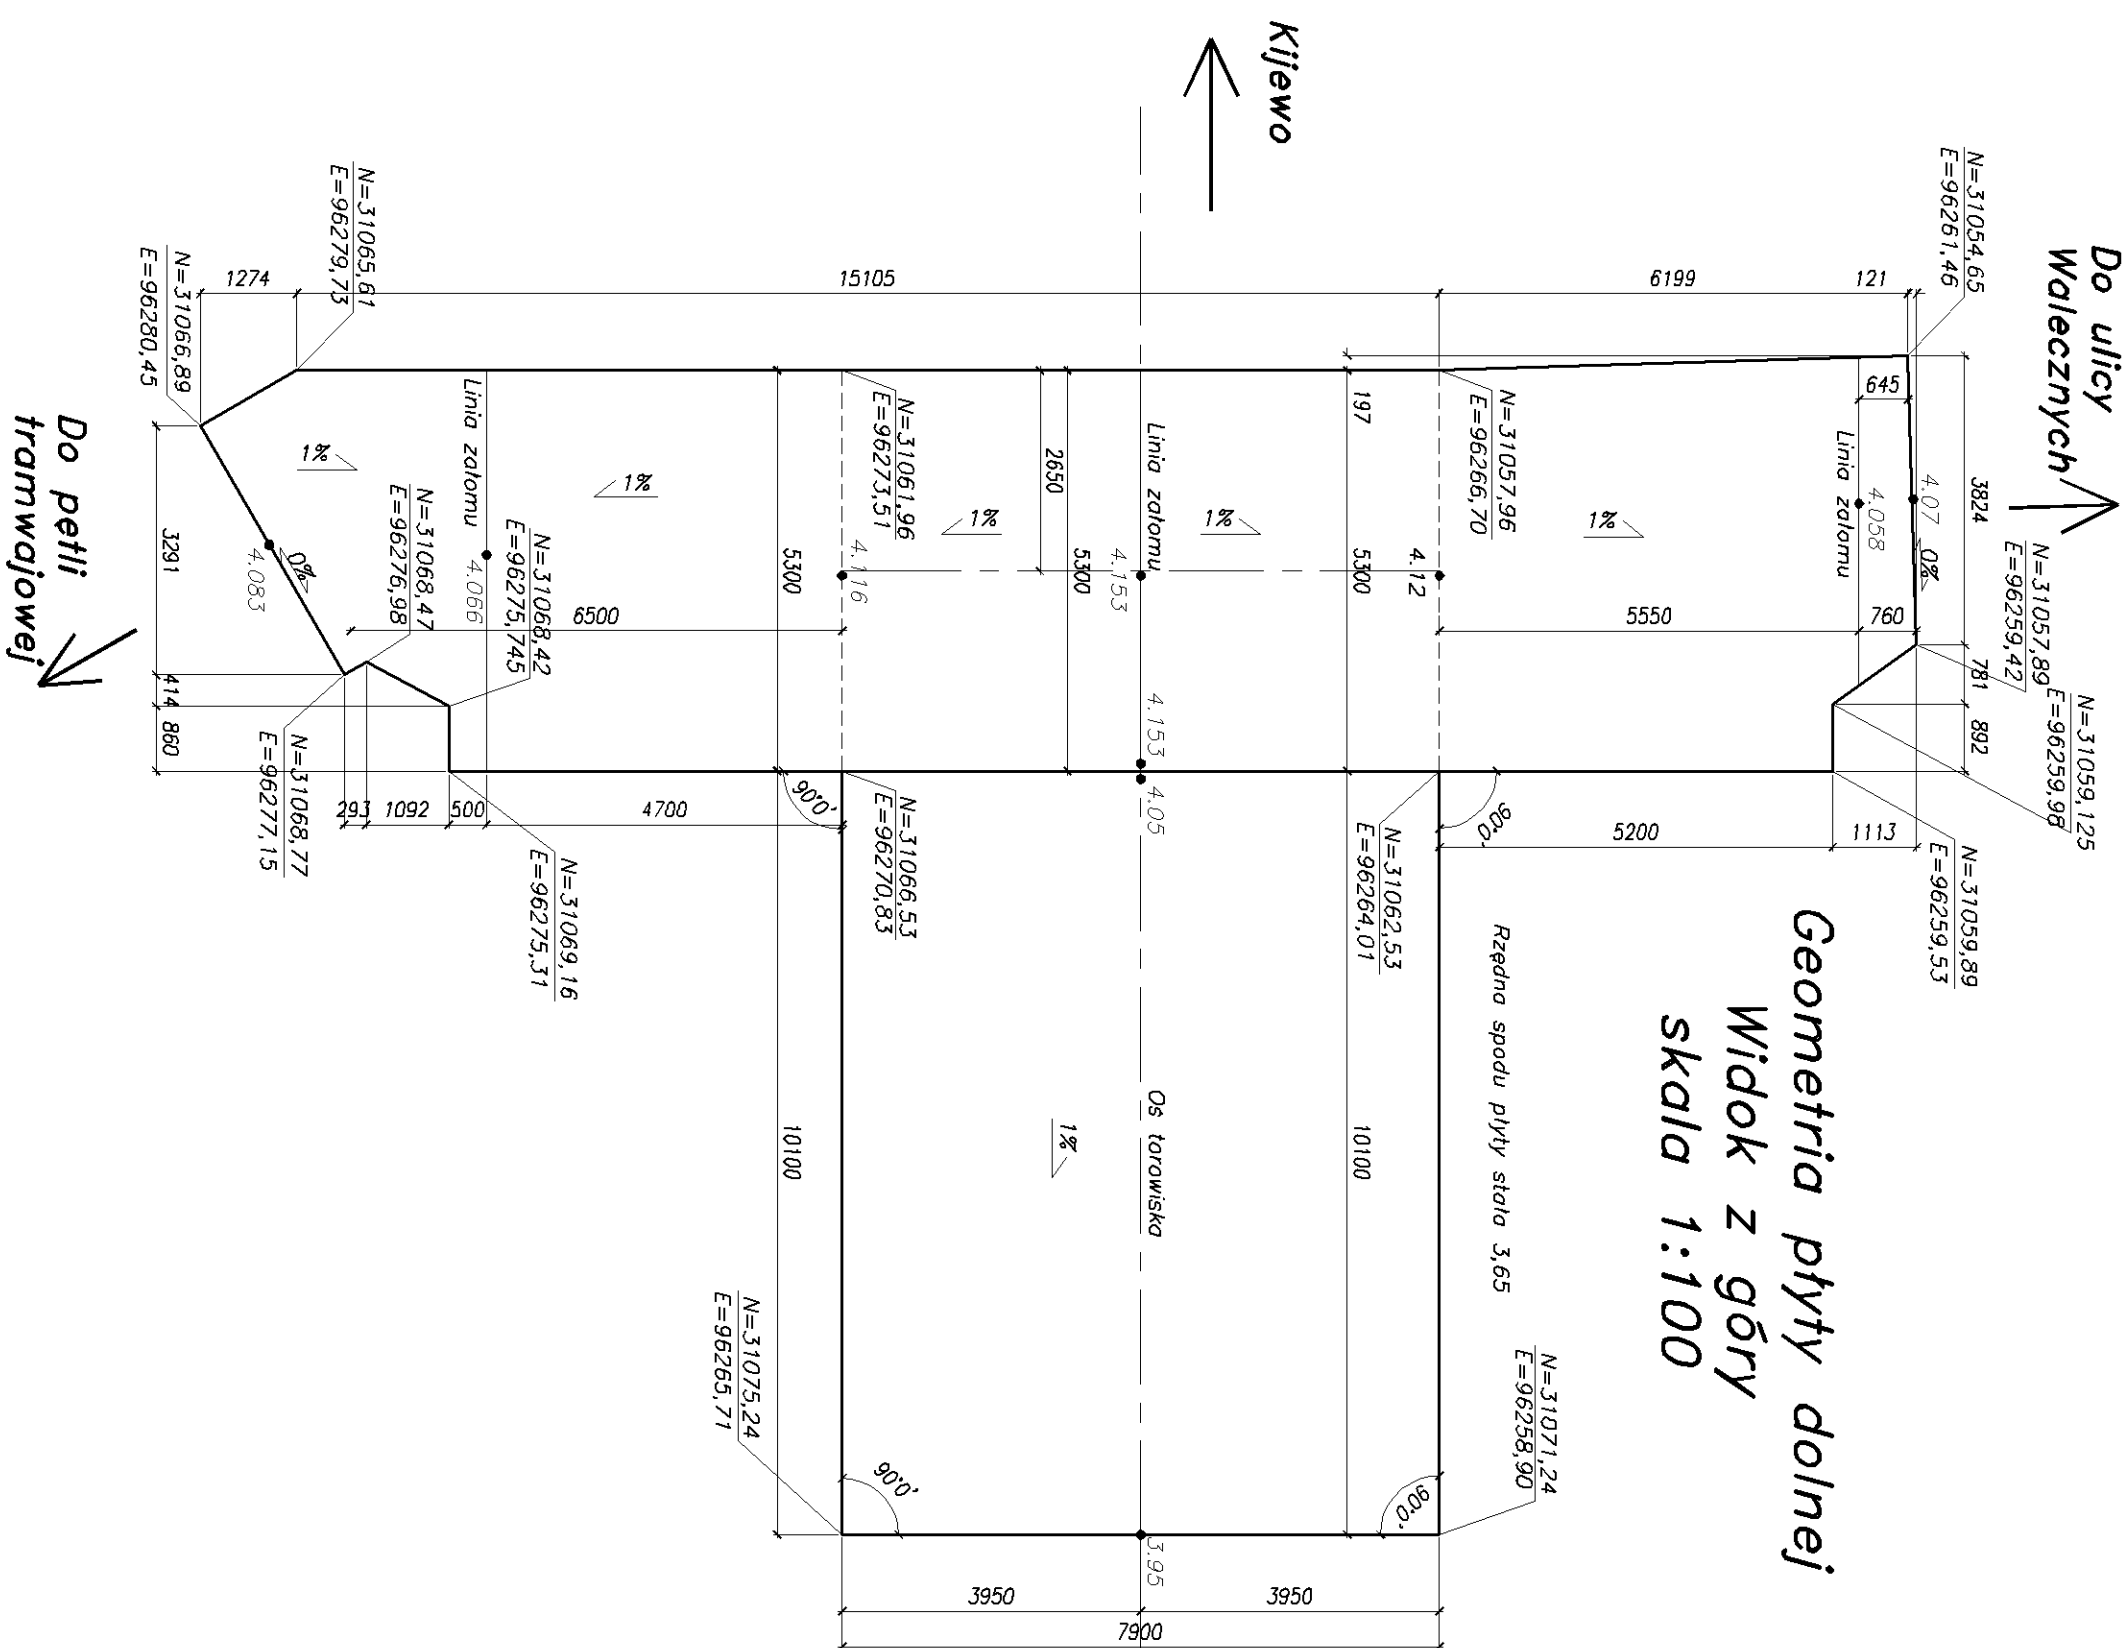 Geometria płyty dolnej
Widok z góry
skala 1:100
Do ulicy
Walecznych
Kijewo
Do petli
tramwajowej
N=31054,65
E=96261,46
N=31057,89
E=96259,42
N=31059,125
E=96259,98
N=31059,89
E=96259,53
N=31057,96
E=96266,70
N=31062,53
E=96264,01
N=31071,24
E=96258,90
N=31061,96
E=96273,51
N=31066,53
E=96270,83
N=31075,24
E=96265,71
N=31065,61
E=96279,73
N=31066,89
E=96280,45
N=31068,47
E=96276,98
N=31068,42
E=96275,745
N=31068,77
E=96277,15
N=31069,16
E=96275,31
Rzędna spodu płyty stała 3,65
Oś torowiska
Linia załomu
Linia załomu
Linia załomu
1274
15105
6199
121
3824
781
892
645
760
5550
197
5300
10100
2650
5300
5300
10100
6500
3291
414
860
293
1092
500
4700
5200
1113
3950
3950
7900
4.07
4.058
4.12
4.116
4.153
4.153
4.05
3.95
4.066
4.083
0%
0%
1%
1%
1%
1%
1%
1%
90.0'
90.0'
90.0'
90.0'